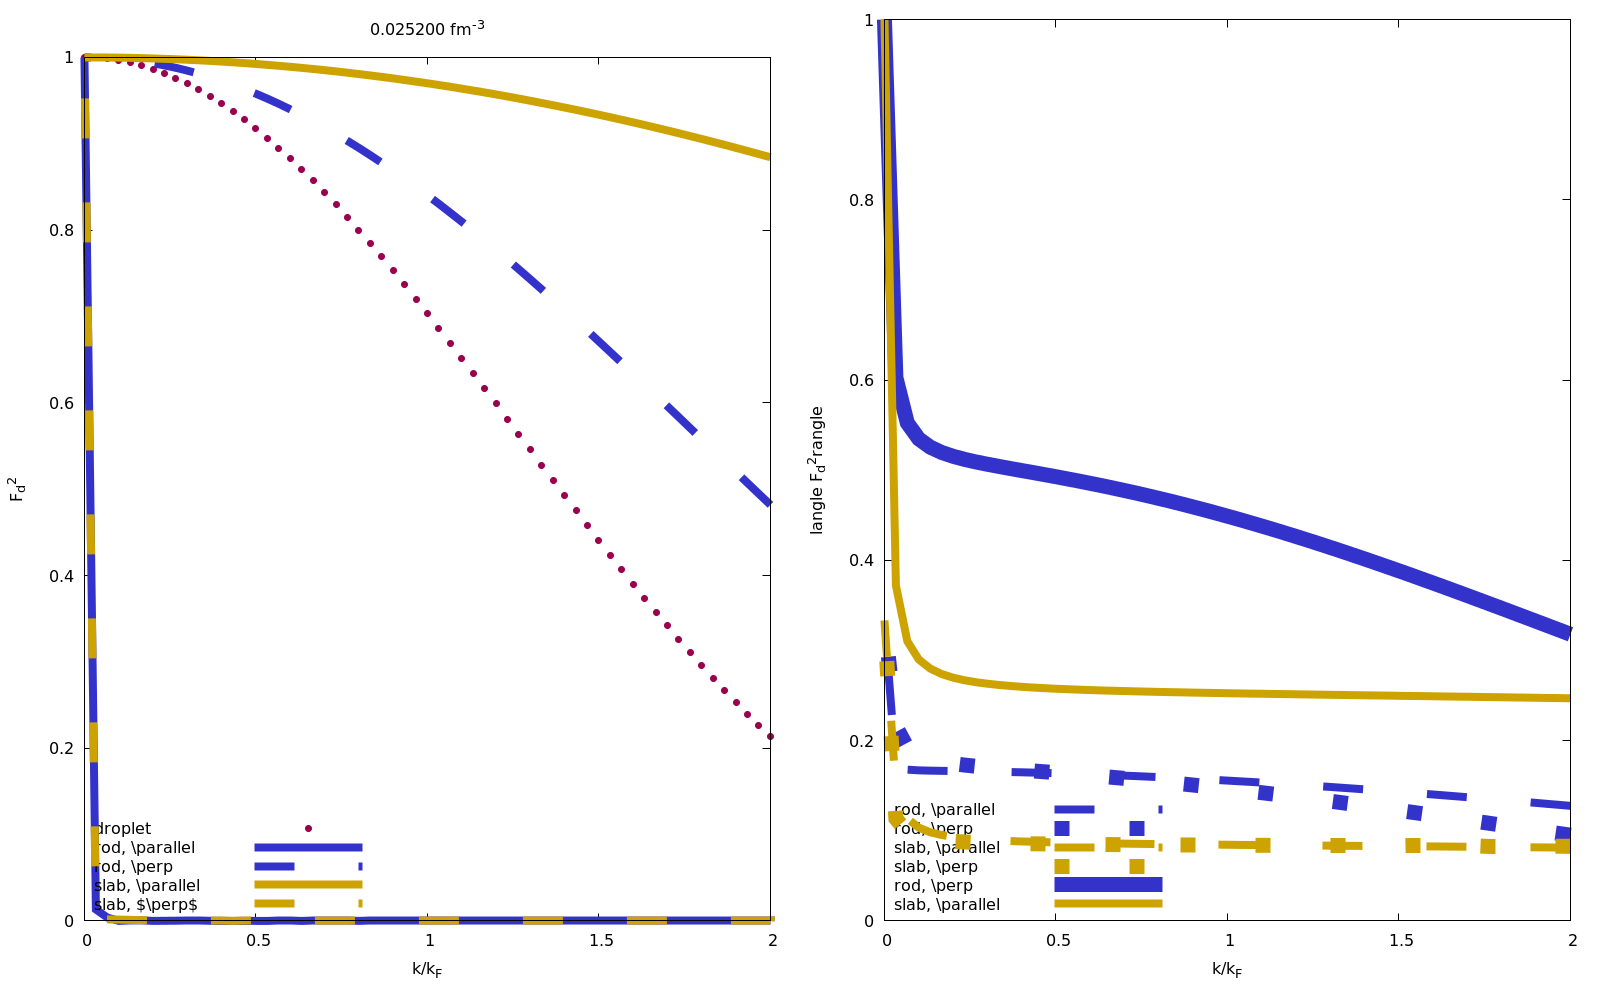 0.025200 fm-3
1
0.8
0.6
0.4
0.2
0
F_d^2
droplet
rod, \parallel
rod, \perp
slab, \parallel
slab, $\perp$
0 0.5 1 1.5 2
k/k_F
1
0.8
0.6
0.4
0.2
0
langle F_d^2rangle
rod, \parallel
rod, \perp
slab, \parallel
slab, \perp
rod, \perp
slab, \parallel
0 0.5 1 1.5 2
k/k_F